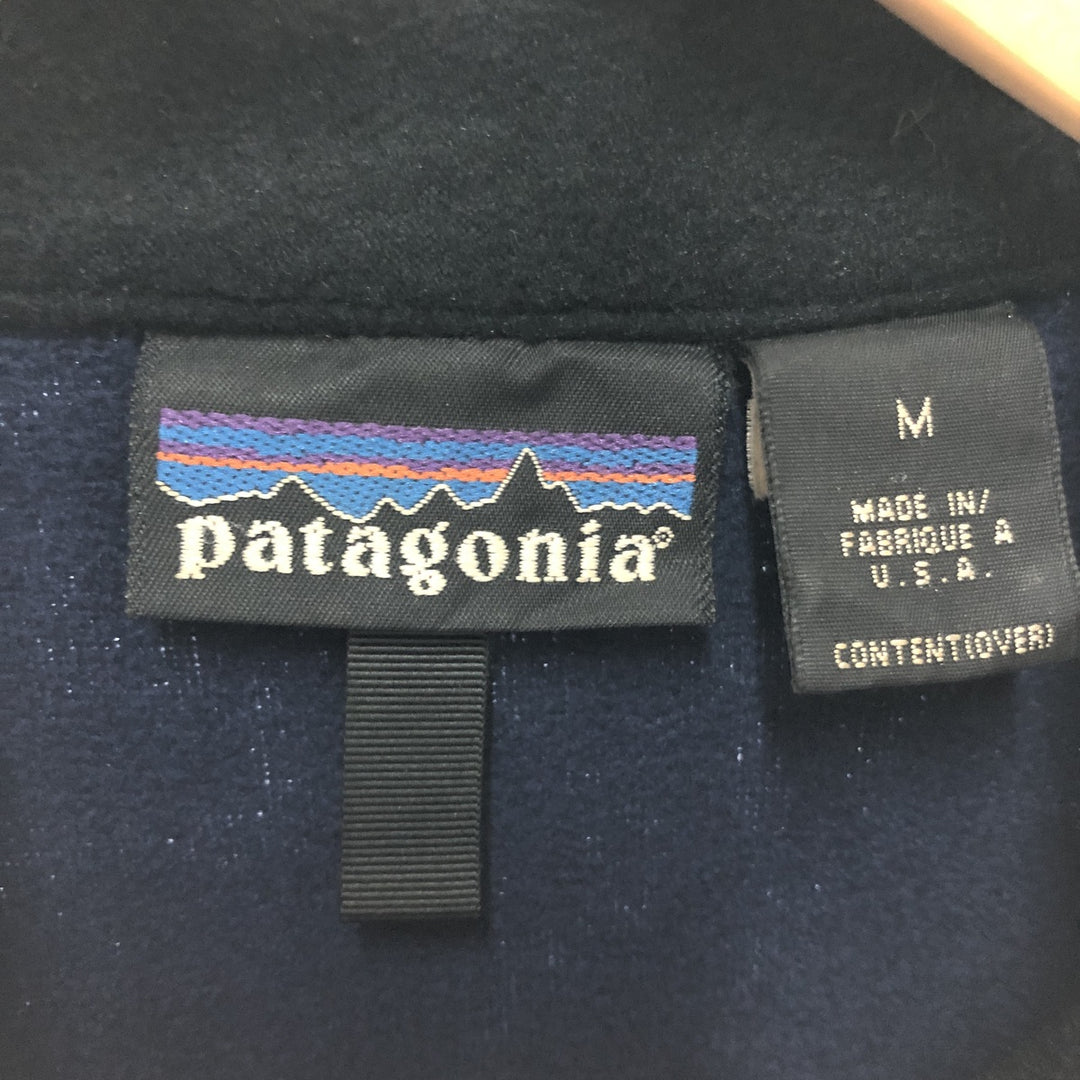 patagonia®
M
MADE IN/
FABRIQUE A
U.S.A.
CONTENT(OVER)